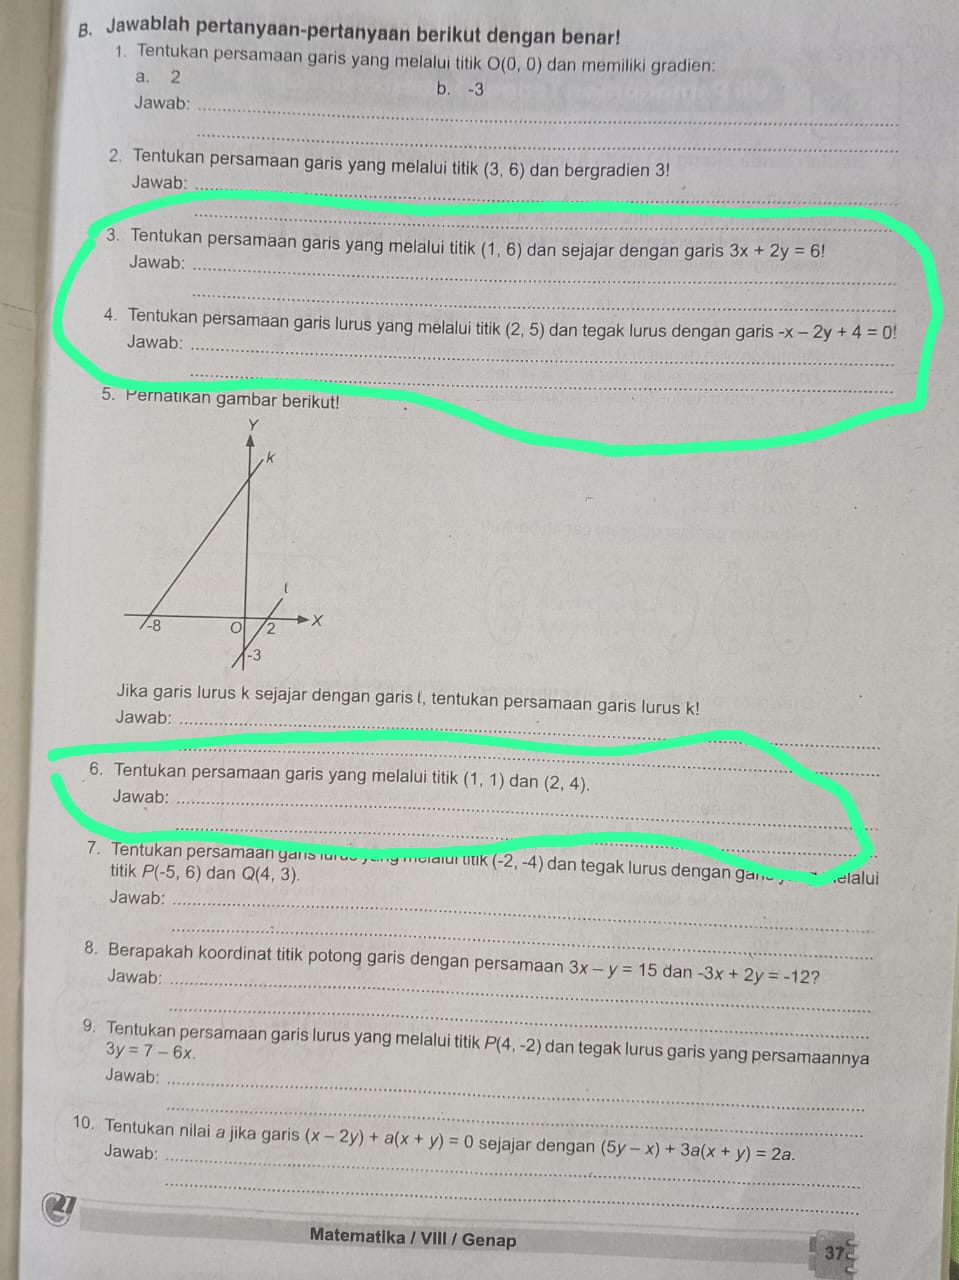 B. Jawablah pertanyaan-pertanyaan berikut dengan benar!
1. Tentukan persamaan garis yang melalui titik O(0, 0) dan memiliki gradien:
a. 2 b. -3
Jawab:
2. Tentukan persamaan garis yang melalui titik (3, 6) dan bergradien 3!
Jawab:
3. Tentukan persamaan garis yang melalui titik (1, 6) dan sejajar dengan garis 3x + 2y = 6!
Jawab:
4. Tentukan persamaan garis lurus yang melalui titik (2, 5) dan tegak lurus dengan garis -x – 2y + 4 = 0!
Jawab:
5. Perhatikan gambar berikut!
Y
k
l
-8 O 2 X
-3
Jika garis lurus k sejajar dengan garis l, tentukan persamaan garis lurus k!
Jawab:
6. Tentukan persamaan garis yang melalui titik (1, 1) dan (2, 4).
Jawab:
7. Tentukan persamaan garis lurus yang melalui titik (-2, -4) dan tegak lurus dengan garis yang melalui
titik P(-5, 6) dan Q(4, 3).
Jawab:
8. Berapakah koordinat titik potong garis dengan persamaan 3x – y = 15 dan -3x + 2y = -12?
Jawab:
9. Tentukan persamaan garis lurus yang melalui titik P(4, -2) dan tegak lurus garis yang persamaannya
3y = 7 – 6x.
Jawab:
10. Tentukan nilai a jika garis (x – 2y) + a(x + y) = 0 sejajar dengan (5y – x) + 3a(x + y) = 2a.
Jawab:
Matematika / VIII / Genap
37